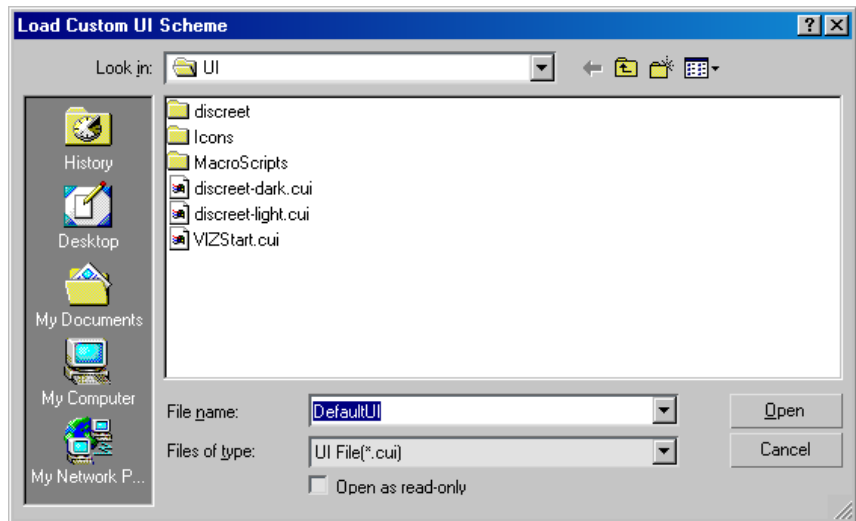 Load Custom UI Scheme
Look in:
UI
History
Desktop
My Documents
My Computer
My Network P...
discreet
Icons
MacroScripts
discreet-dark.cui
discreet-light.cui
VIZStart.cui
File name:
DefaultUI
Open
Files of type:
UI File(*.cui)
Cancel
Open as read-only